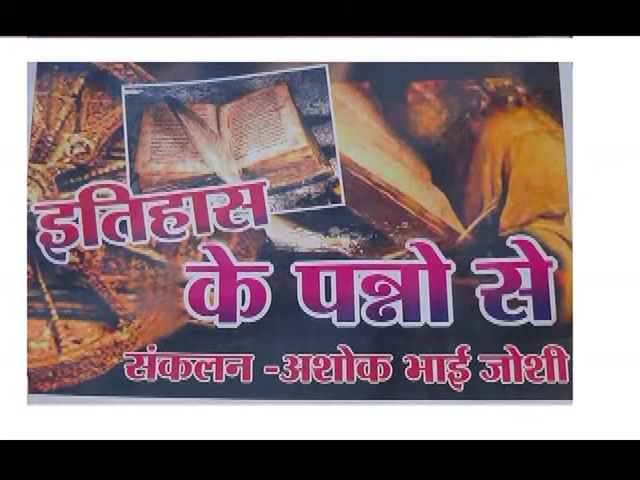 इतिहास
के पन्नो से
संकलन -अशोक भाई जोशी